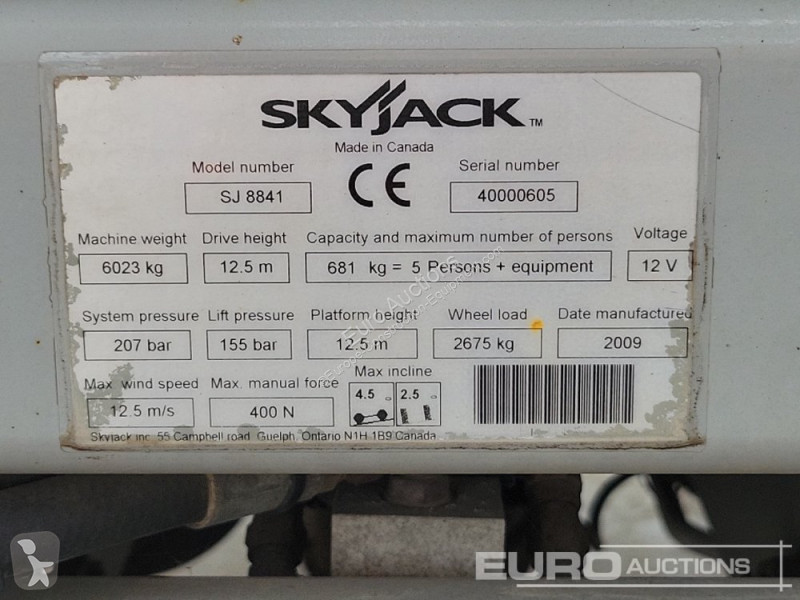 SKYJACK TM
Made in Canada
Model number
Serial number
SJ 8841
CE
40000605
Machine weight
Drive height
Capacity and maximum number of persons
Voltage
6023 kg
12.5 m
681 kg = 5 Persons + equipment
12 V
System pressure
Lift pressure
Platform height
Wheel load
Date manufactured
207 bar
155 bar
12.5 m
2675 kg
2009
Max. wind speed
Max. manual force
Max incline
12.5 m/s
400 N
4.5
2.5
Skyjack inc. 55 Campbell road, Guelph, Ontario N1H 1B9 Canada
Euro Auctions
EURO AUCTIONS